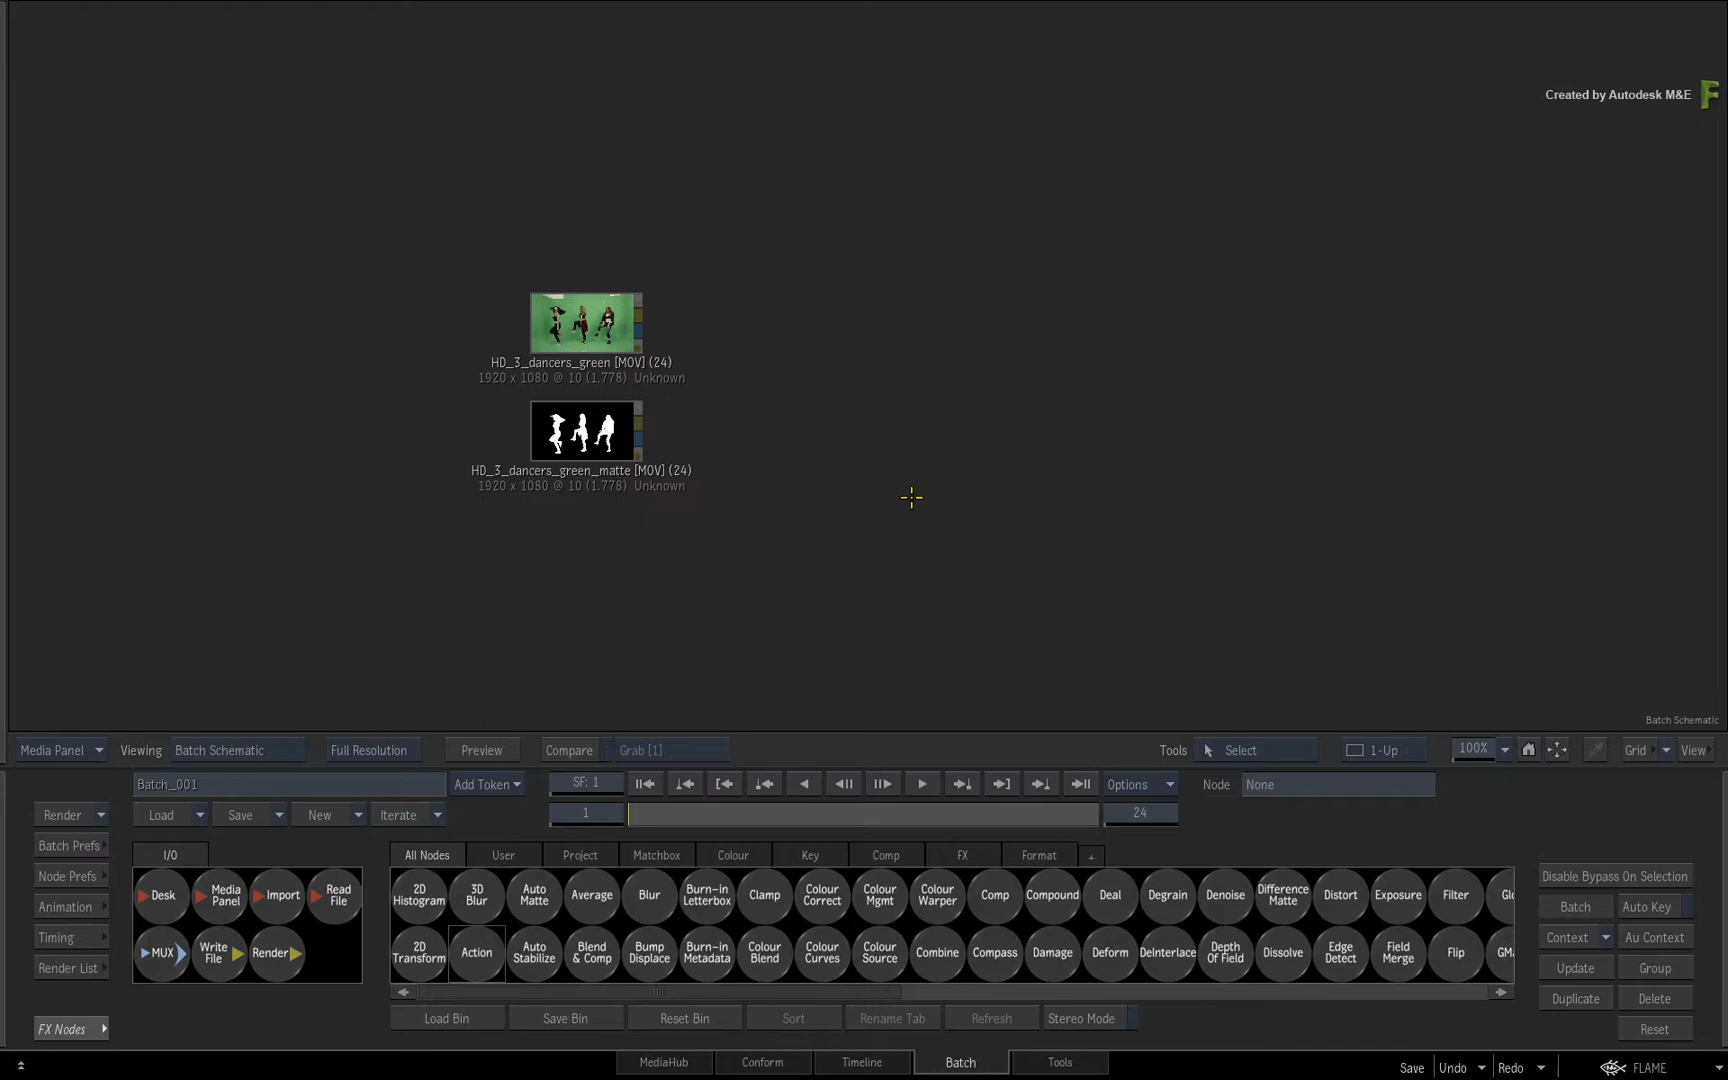 Created by Autodesk M&E
HD_3_dancers_green [MOV] (24)
1920 x 1080 @ 10 (1.778) Unknown
HD_3_dancers_green_matte [MOV] (24)
1920 x 1080 @ 10 (1.778) Unknown
Batch Schematic
Media Panel Viewing Batch Schematic Full Resolution Preview Compare Grab [1] Tools Select 1-Up 100% Grid View
Batch_001 Add Token SF: 1 Options Node None
Render Load Save New Iterate 1 24
Batch Prefs I/O All Nodes User Project Matchbox Colour Key Comp FX Format +
Node Prefs Disable Bypass On Selection
Desk Media Panel Import Read File 2D Histogram 3D Blur Auto Matte Average Blur Burn-in Letterbox Clamp Colour Correct Colour Mgmt Colour Warper Comp Compound Deal Degrain Denoise Difference Matte Distort Exposure Filter
Animation Batch Auto Key
Timing Context Au Context
MUX Write File Render 2D Transform Action Auto Stabilize Blend & Comp Bump Displace Burn-in Metadata Colour Blend Colour Curves Colour Source Combine Compass Damage Deform DeInterlace Depth Of Field Dissolve Edge Detect Field Merge Flip
Render List Update Group
Duplicate Delete
FX Nodes Load Bin Save Bin Reset Bin Sort Rename Tab Refresh Stereo Mode Reset
MediaHub Conform Timeline Batch Tools Save Undo Redo FLAME